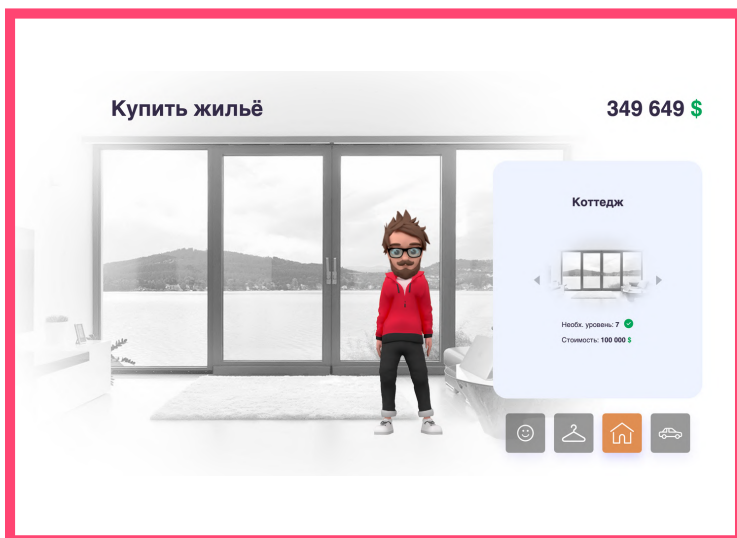 Купить жильё
349 649 $
Коттедж
Необх. уровень: 7
Стоимость: 100 000 $